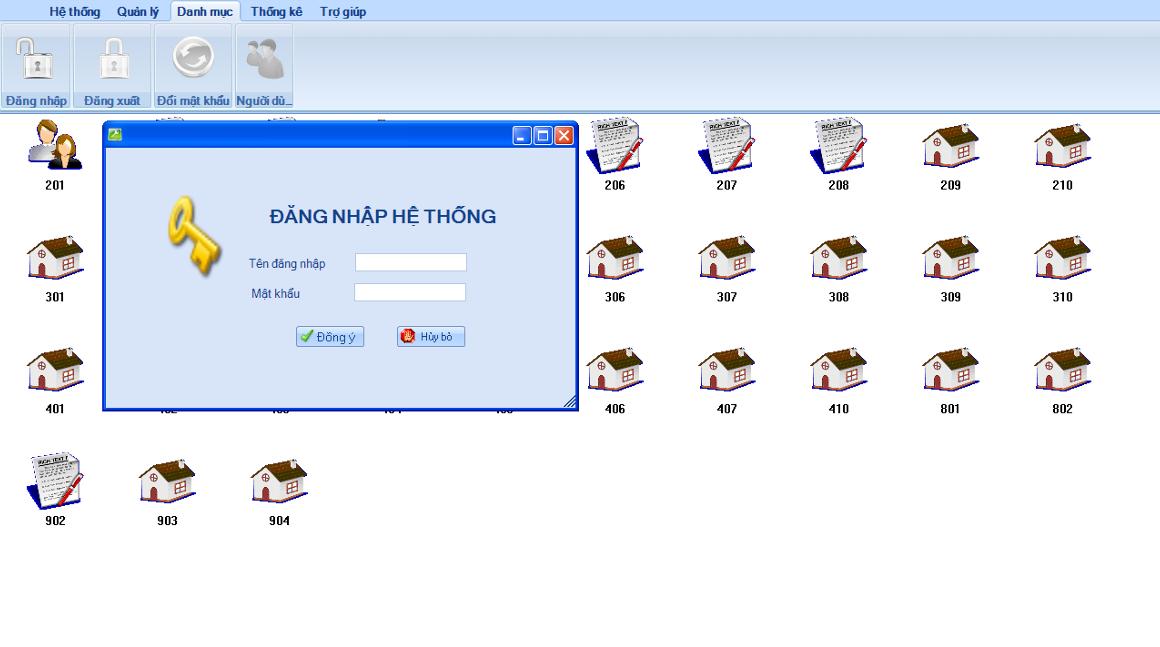 Hệ thống Quản lý Danh mục Thống kê Trợ giúp
Đăng nhập Đăng xuất Đổi mật khẩu Người dù...
201 206 207 208 209 210
ĐĂNG NHẬP HỆ THỐNG
Tên đăng nhập
Mật khẩu
Đồng ý Hủy bỏ
301 306 307 308 309 310
401 406 407 410 801 802
RICH TEXT
902 903 904